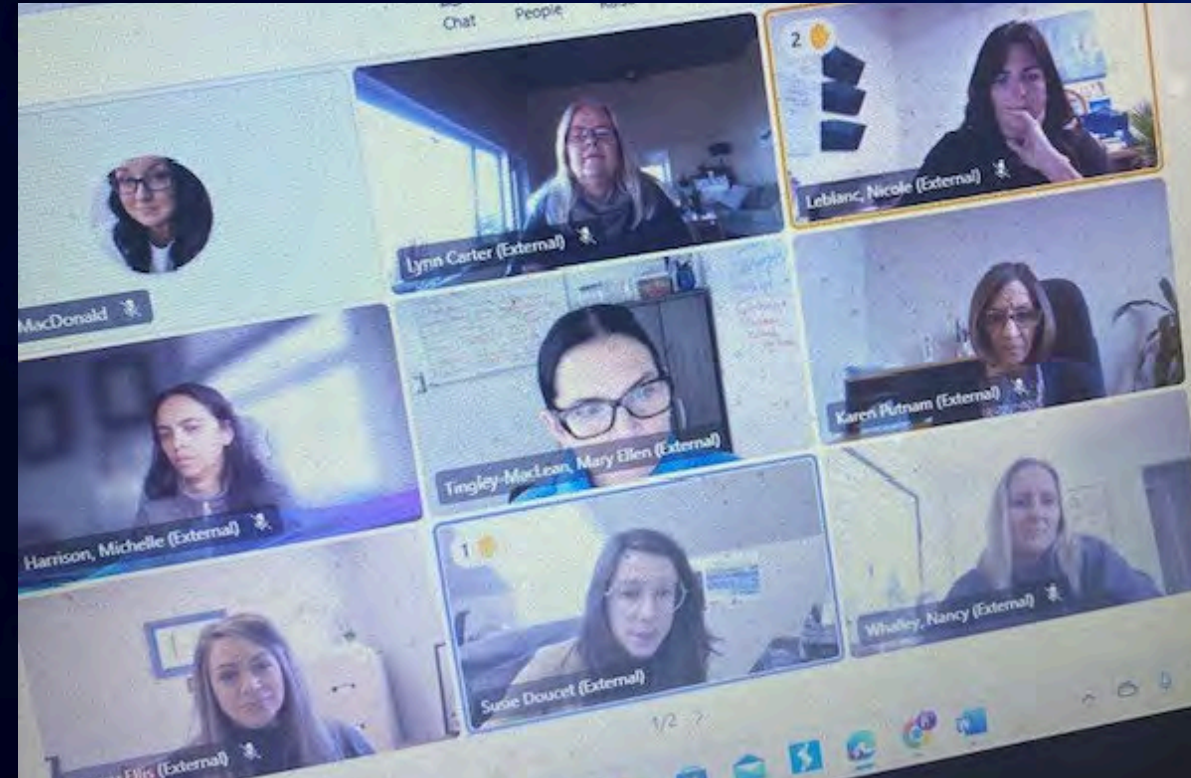 Chat
People
2
MacDonald
Lynn Carter (External)
Leblanc, Nicole (External)
Harrison, Michelle (External)
Tingley-MacLean, Mary Ellen (External)
Karen Putnam (External)
1
Ellis (External)
Susie Doucet (External)
Whalley, Nancy (External)
1/2